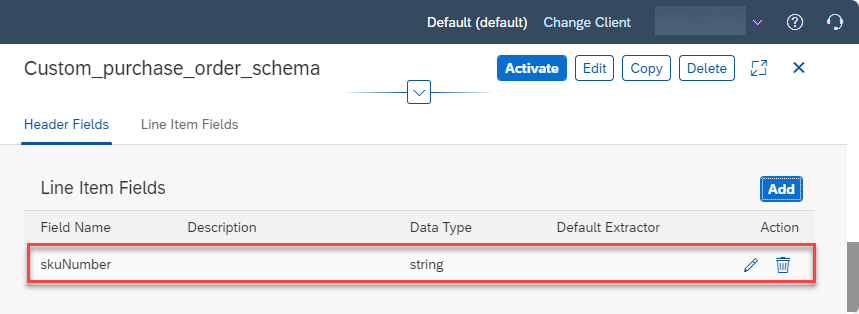 Default (default) Change Client
Custom_purchase_order_schema Activate Edit Copy Delete
Header Fields Line Item Fields
Line Item Fields Add
Field Name Description Data Type Default Extractor Action
skuNumber string